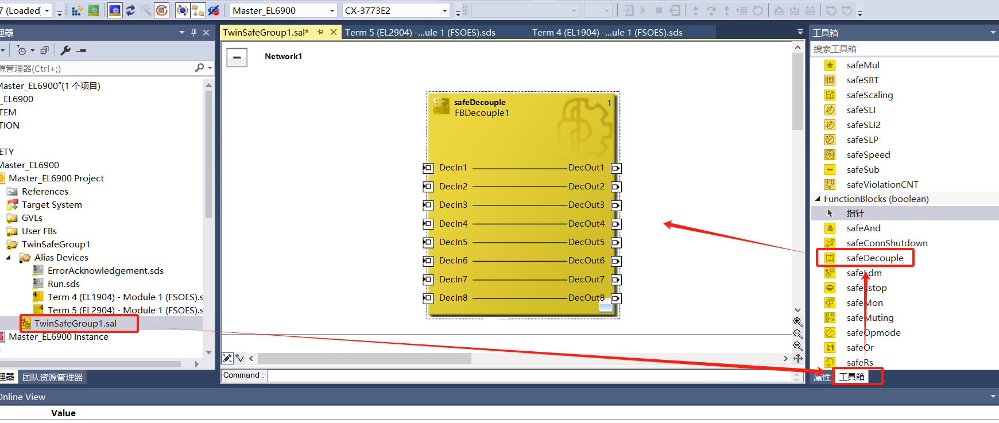 7 (Loaded)
Master_EL6900
CX-3773E2
理器
源管理器(Ctrl+;)
Master_EL6900"(1 个项目)
_EL6900
TEM
TION
ETY
Master_EL6900
Master_EL6900 Project
References
Target System
GVLs
User FBs
TwinSafeGroup1
Alias Devices
ErrorAcknowledgement.sds
Run.sds
Term 4 (EL1904) - Module 1 (FSOES).s
Term 5 (EL2904) - Module 1 (FSOES).s
TwinSafeGroup1.sal
Master_EL6900 Instance
理器
团队资源管理器
TwinSafeGroup1.sal*
Term 5 (EL2904) -...ule 1 (FSOES).sds
Term 4 (EL1904) -...ule 1 (FSOES).sds
Network1
safeDecouple
FBDecouple1
1
DecIn1
DecOut1
DecIn2
DecOut2
DecIn3
DecOut3
DecIn4
DecOut4
DecIn5
DecOut5
DecIn6
DecOut6
DecIn7
DecOut7
DecIn8
DecOut8
Command :
工具箱
搜索工具箱
safeMul
safeSBT
safeScaling
safeSLI
safeSLI2
safeSLP
safeSpeed
safeSub
safeViolationCNT
FunctionBlocks (boolean)
指针
safeAnd
safeConnShutdown
safeDecouple
safeEdm
safeEstop
safeMon
safeMuting
safeOpmode
safeOr
safeRs
属性
工具箱
Online View
Value